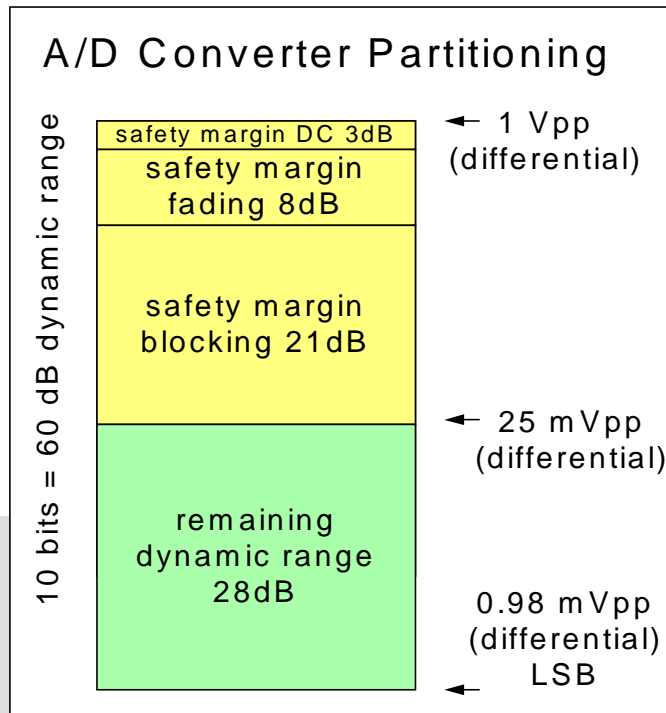 A/D Converter Partitioning
10 bits = 60 dB dynamic range
safety margin DC 3dB
safety margin
fading 8dB
safety margin
blocking 21dB
remaining
dynamic range
28dB
1 Vpp
(differential)
25 mVpp
(differential)
0.98 mVpp
(differential)
LSB